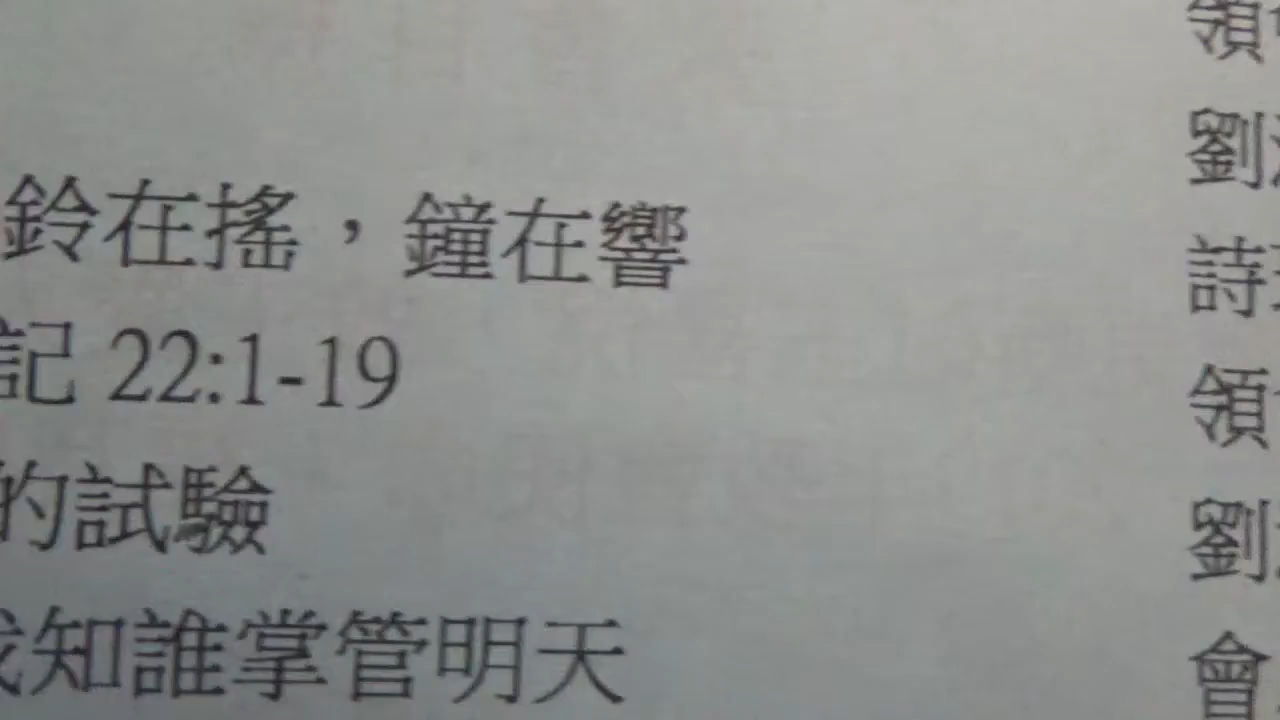 鈴在搖，鐘在響
記 22:1-19
的試驗
我知誰掌管明天
領
劉
詩
領
劉
會